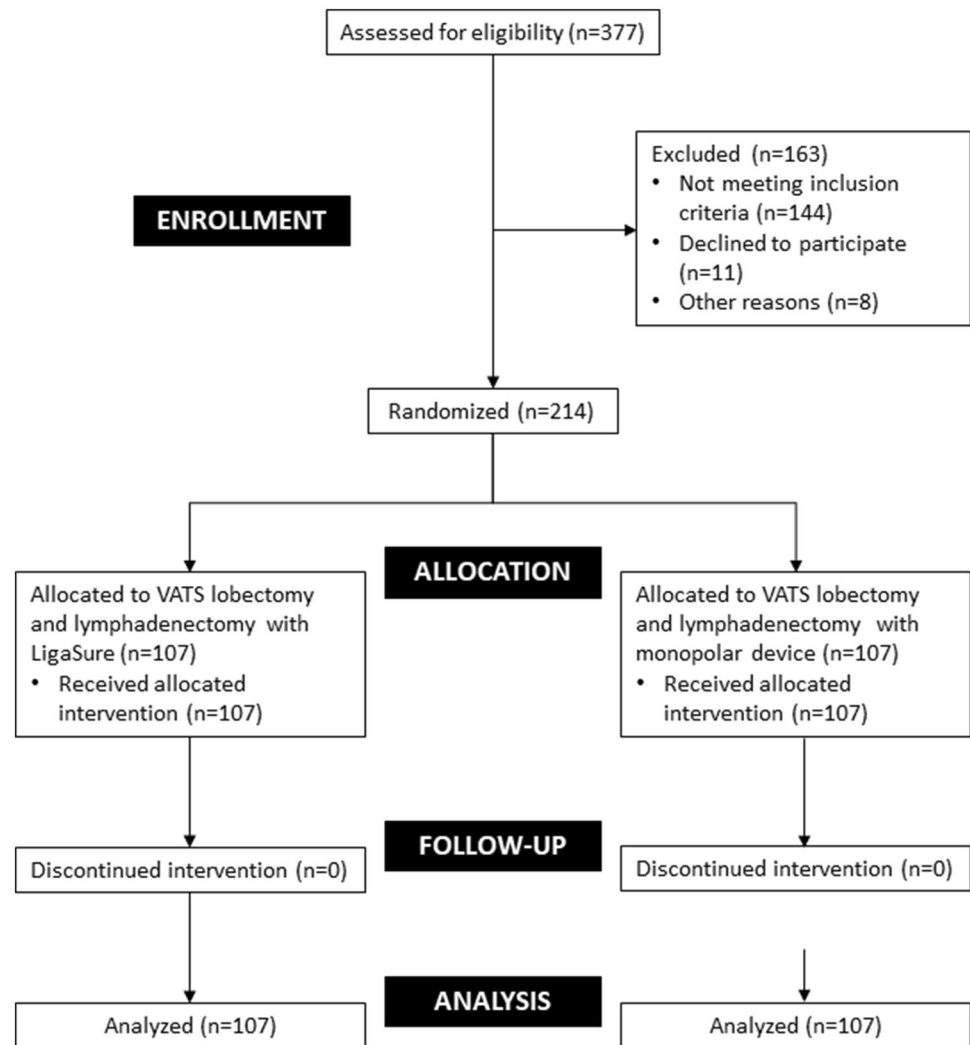 Assessed for eligibility (n=377)
Excluded (n=163)
• Not meeting inclusion
criteria (n=144)
• Declined to participate
(n=11)
• Other reasons (n=8)
ENROLLMENT
Randomized (n=214)
ALLOCATION
Allocated to VATS lobectomy
and lymphadenectomy with
LigaSure (n=107)
• Received allocated
intervention (n=107)
Allocated to VATS lobectomy
and lymphadenectomy with
monopolar device (n=107)
• Received allocated
intervention (n=107)
FOLLOW-UP
Discontinued intervention (n=0)
Discontinued intervention (n=0)
ANALYSIS
Analyzed (n=107)
Analyzed (n=107)